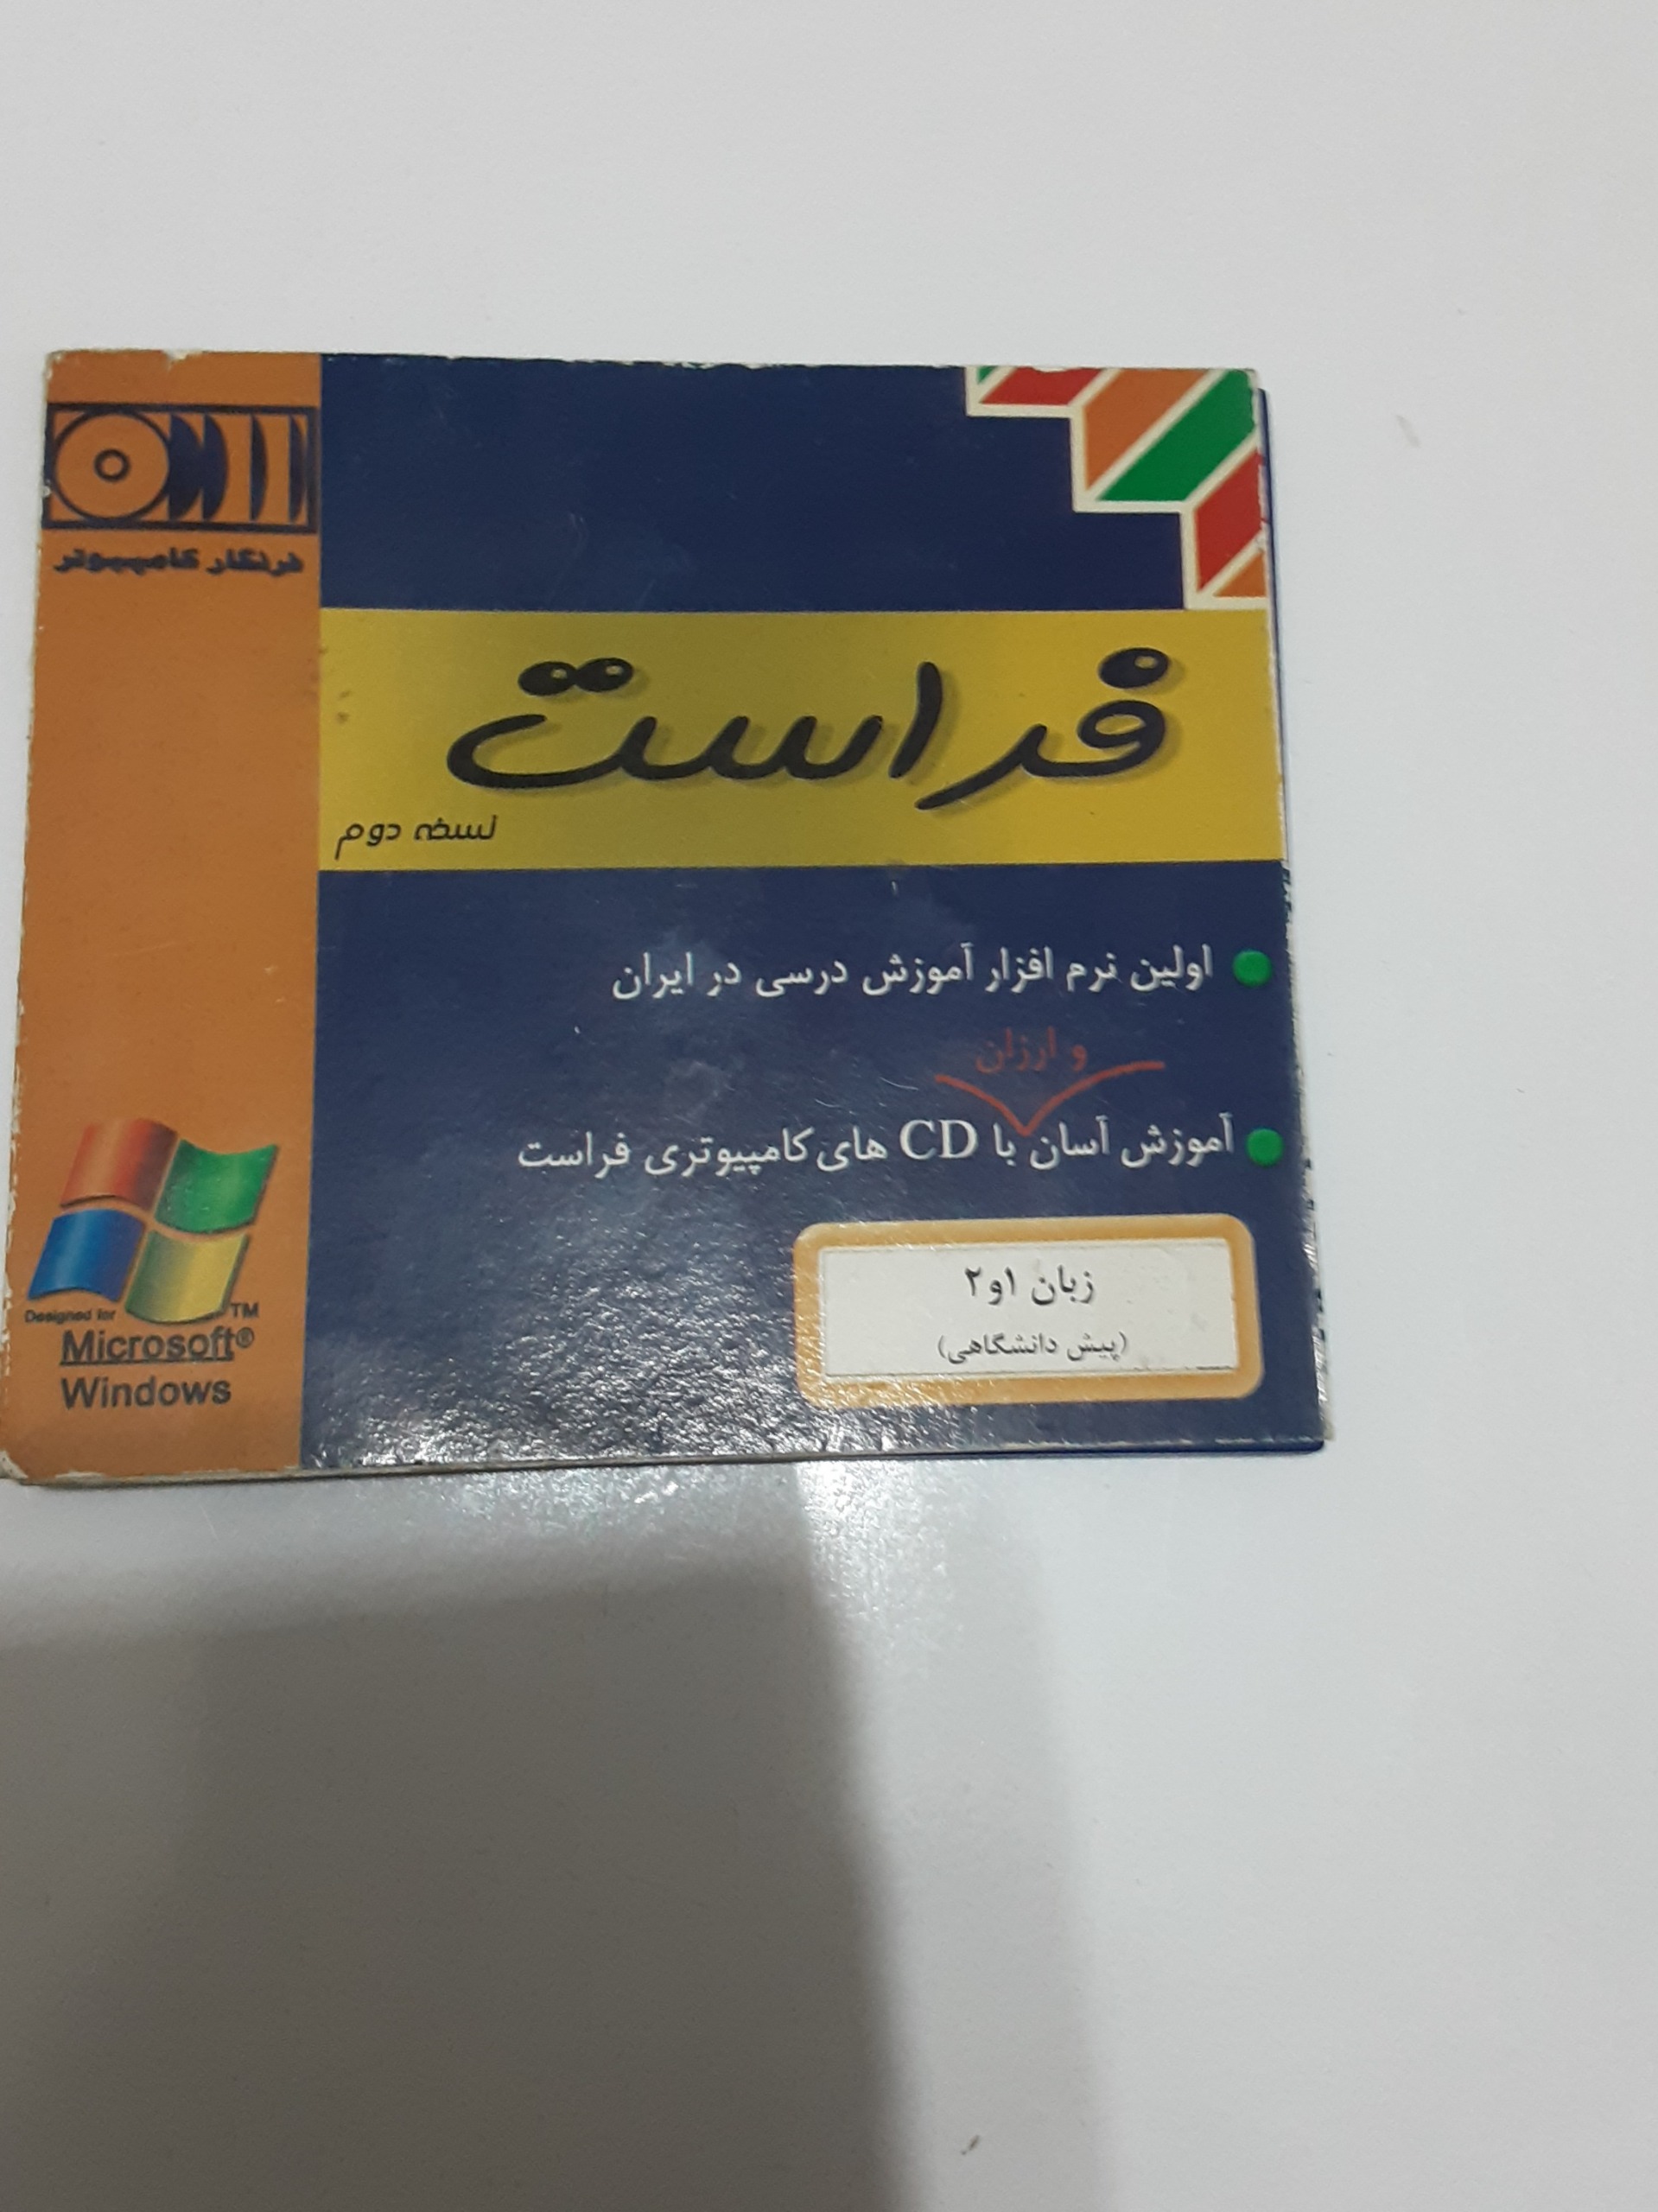 فرنگار کامپیوتر
فراست
نسخه دوم
اولین نرم افزار آموزش درسی در ایران
و ارزان
آموزش آسان با CD های کامپیوتری فراست
زبان ۱و۲
(پیش دانشگاهی)
Designed for
TM
Microsoft®
Windows